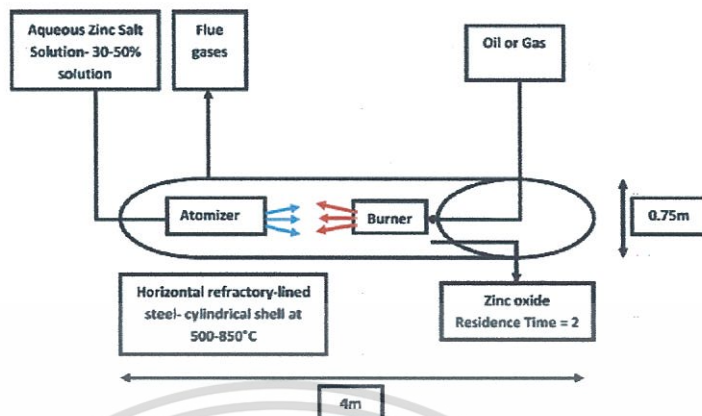 Aqueous Zinc Salt
Solution- 30-50%
solution
Flue
gases
Oil or Gas
Atomizer
Burner
0.75m
Horizontal refractory-lined
steel- cylindrical shell at
500-850°C
Zinc oxide
Residence Time = 2
4m